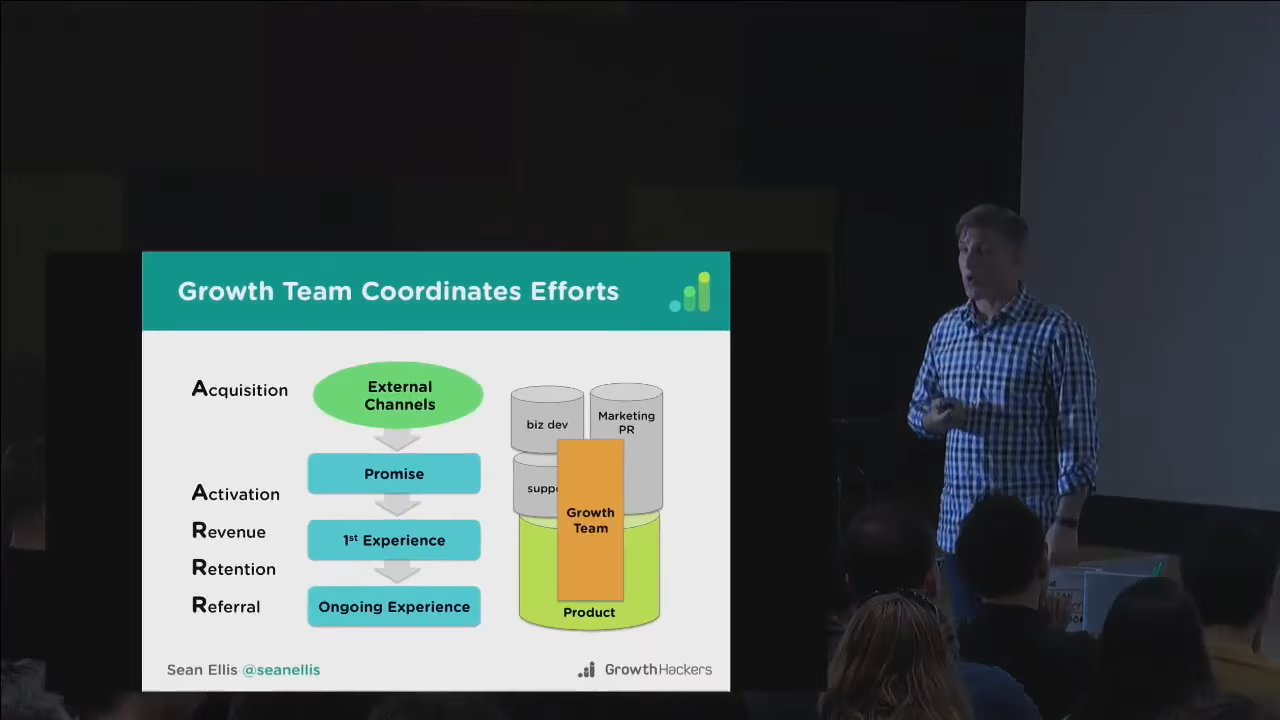 Growth Team Coordinates Efforts
Acquisition
External
Channels
Promise
Activation
Revenue
1st Experience
Retention
Referral
Ongoing Experience
biz dev
Marketing
PR
supp
Growth
Team
Product
Sean Ellis @seanellis
GrowthHackers